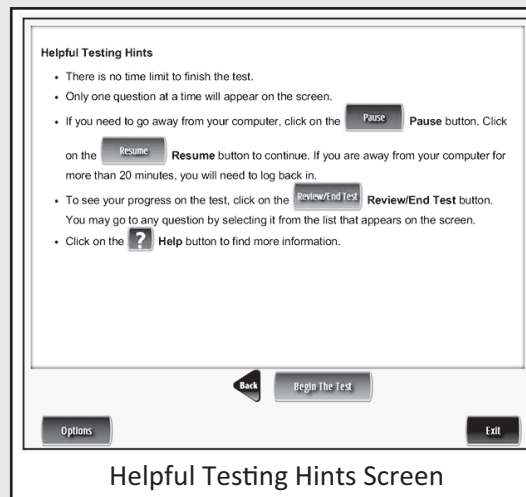 Helpful Testing Hints
• There is no time limit to finish the test.
• Only one question at a time will appear on the screen.
• If you need to go away from your computer, click on the Pause Pause button. Click
on the Resume Resume button to continue. If you are away from your computer for
more than 20 minutes, you will need to log back in.
• To see your progress on the test, click on the Review/End Test Review/End Test button.
You may go to any question by selecting it from the list that appears on the screen.
• Click on the ? Help button to find more information.
Back Begin The Test
Options Exit
Helpful Testing Hints Screen